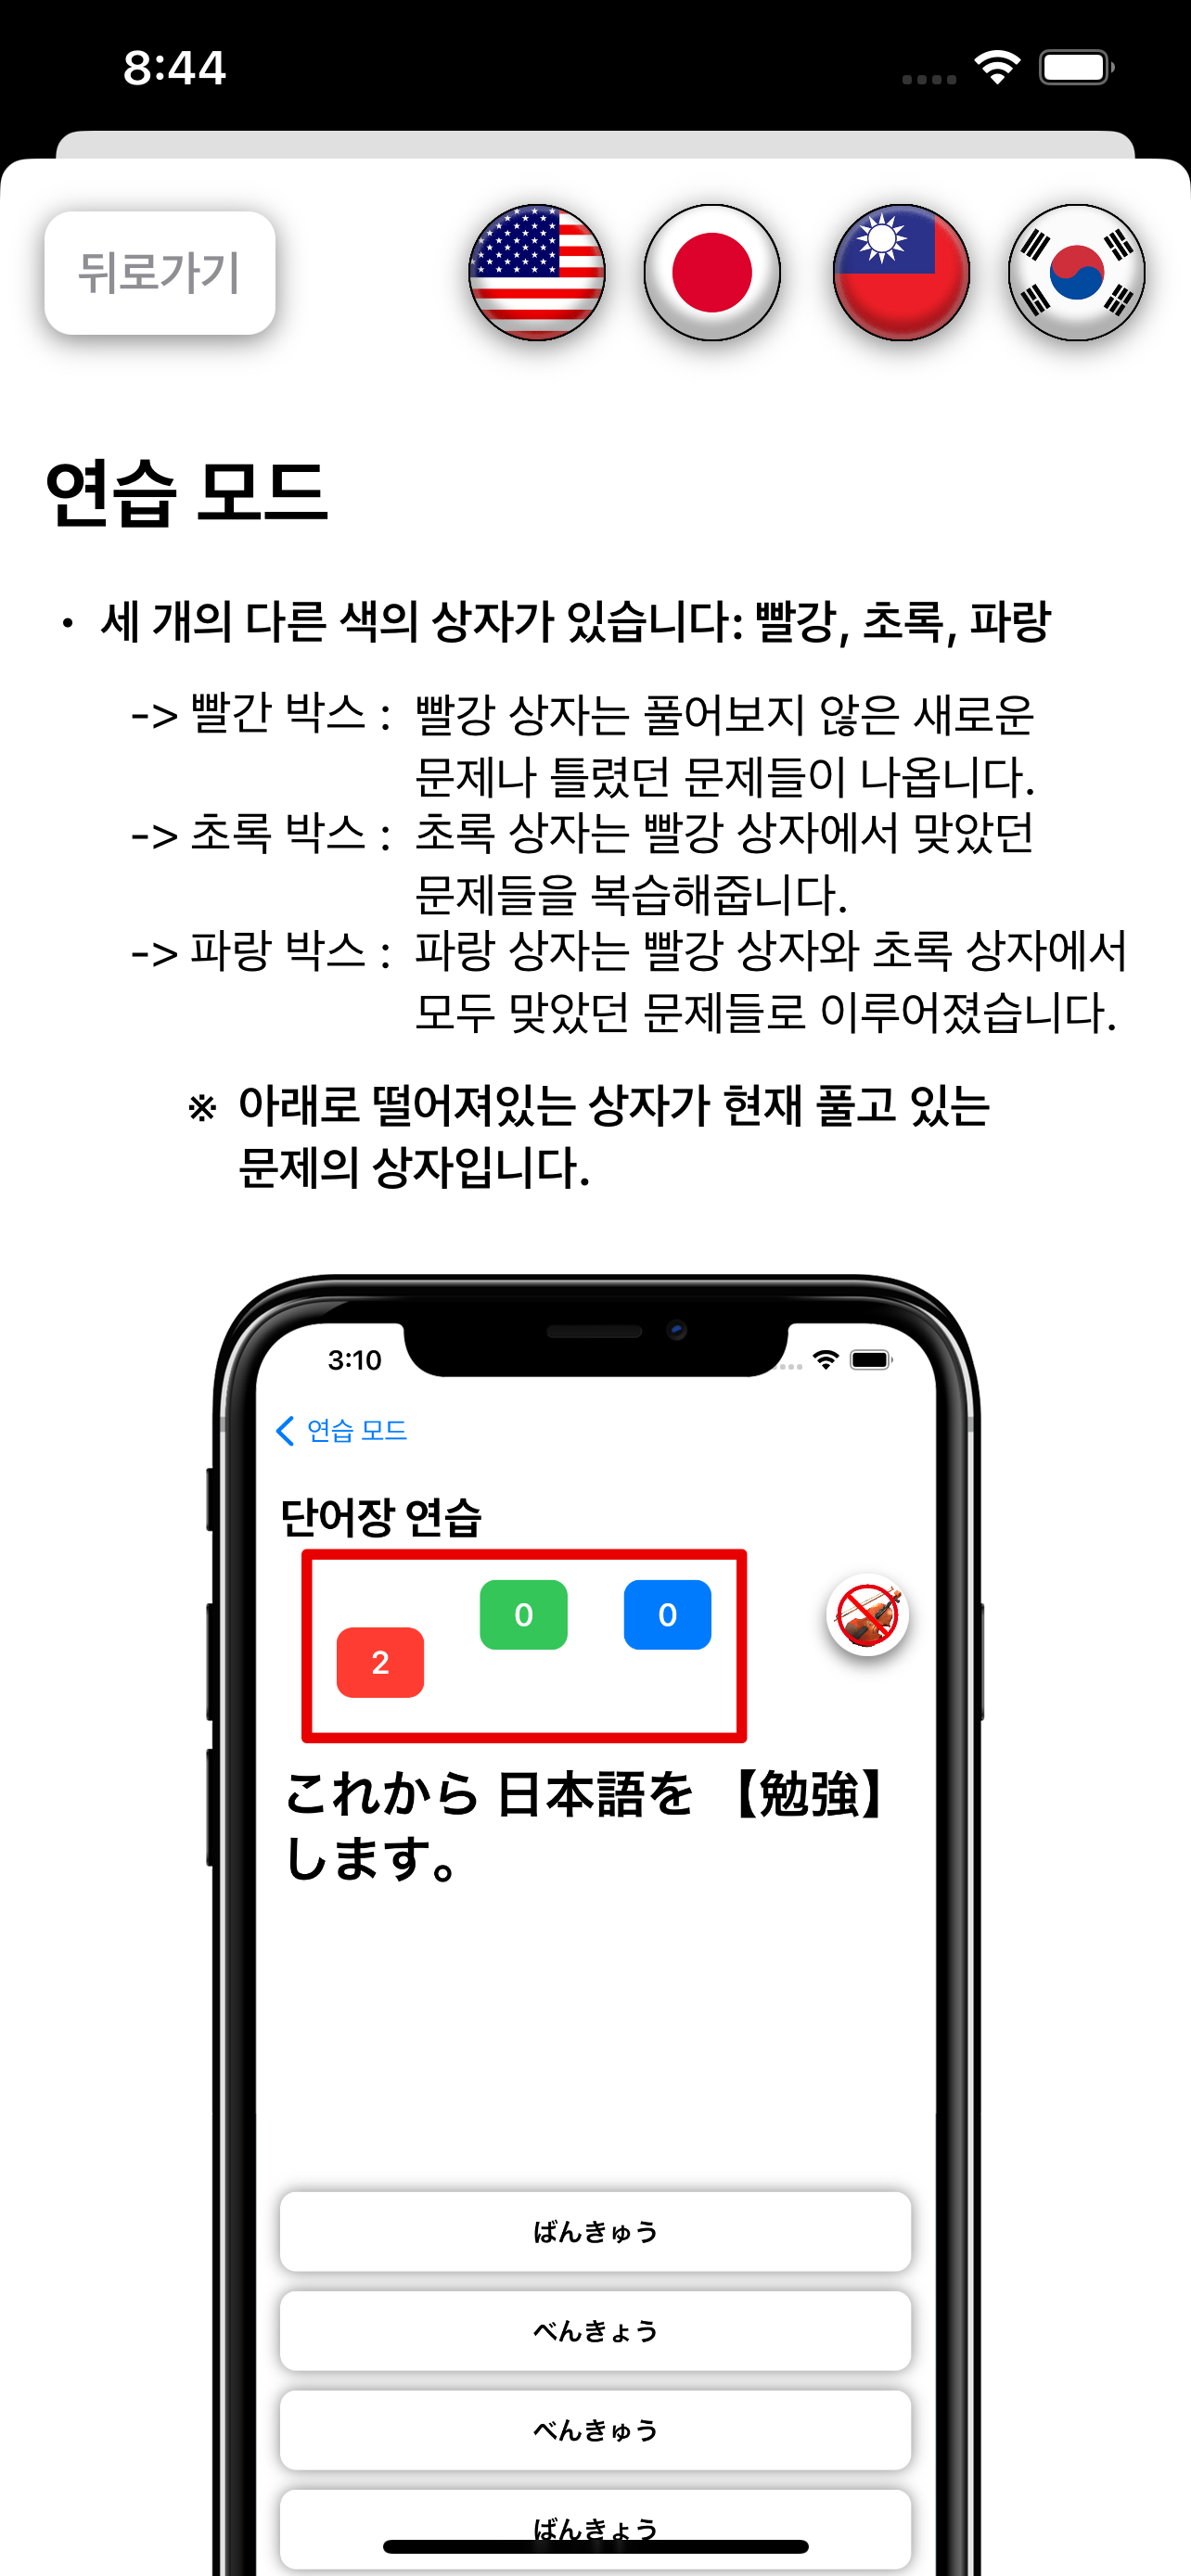 8:44
뒤로가기
연습 모드
• 세 개의 다른 색의 상자가 있습니다: 빨강, 초록, 파랑
-> 빨간 박스 : 빨강 상자는 풀어보지 않은 새로운
문제나 틀렸던 문제들이 나옵니다.
-> 초록 박스 : 초록 상자는 빨강 상자에서 맞았던
문제들을 복습해줍니다.
-> 파랑 박스 : 파랑 상자는 빨강 상자와 초록 상자에서
모두 맞았던 문제들로 이루어졌습니다.
※ 아래로 떨어져있는 상자가 현재 풀고 있는
문제의 상자입니다.
3:10
연습 모드
단어장 연습
2 0 0
これから 日本語を 【勉強】
します。
ばんきゅう
べんきょう
べんきゅう
ばんきょう